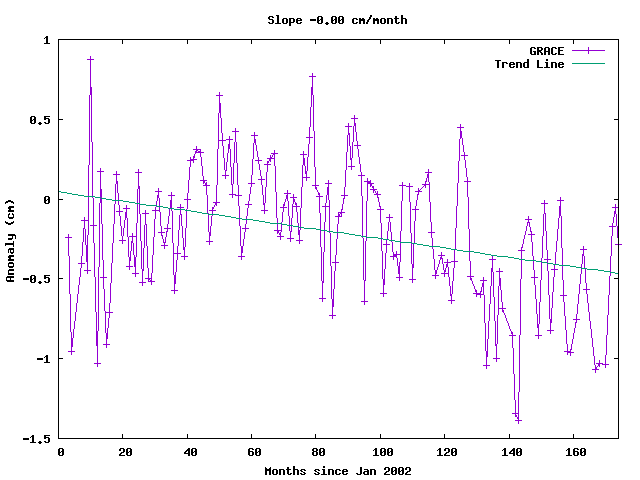 Slope -0.00 cm/month
GRACE
Trend Line
1
0.5
0
-0.5
-1
-1.5
Anomaly (cm)
0 20 40 60 80 100 120 140 160
Months since Jan 2002